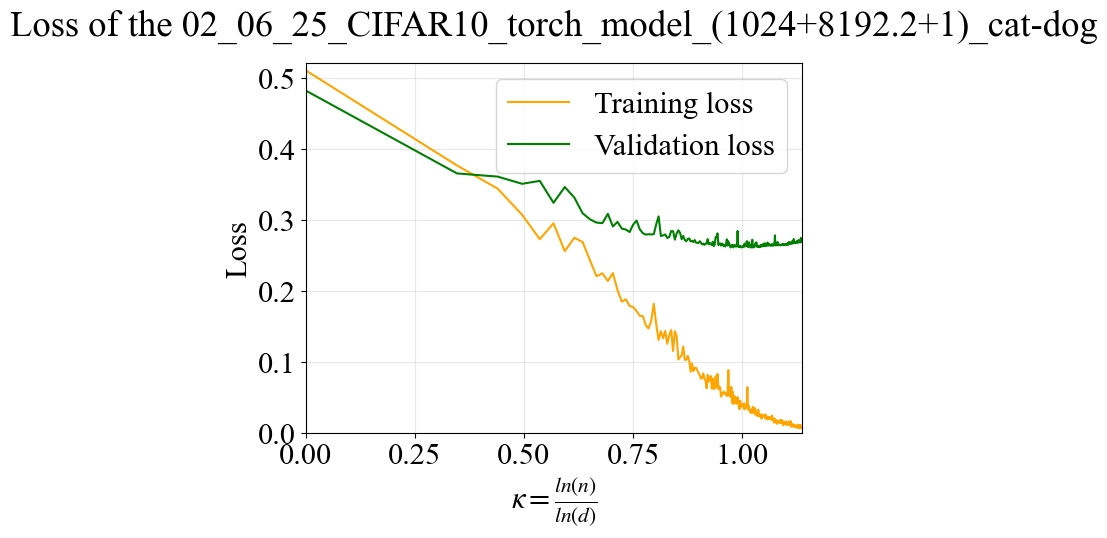 Loss of the 02_06_25_CIFAR10_torch_model_(1024+8192.2+1)_cat-dog
Training loss
Validation loss
Loss
0.5
0.4
0.3
0.2
0.1
0.0
0.00 0.25 0.50 0.75 1.00
κ = ln(n) / ln(d)